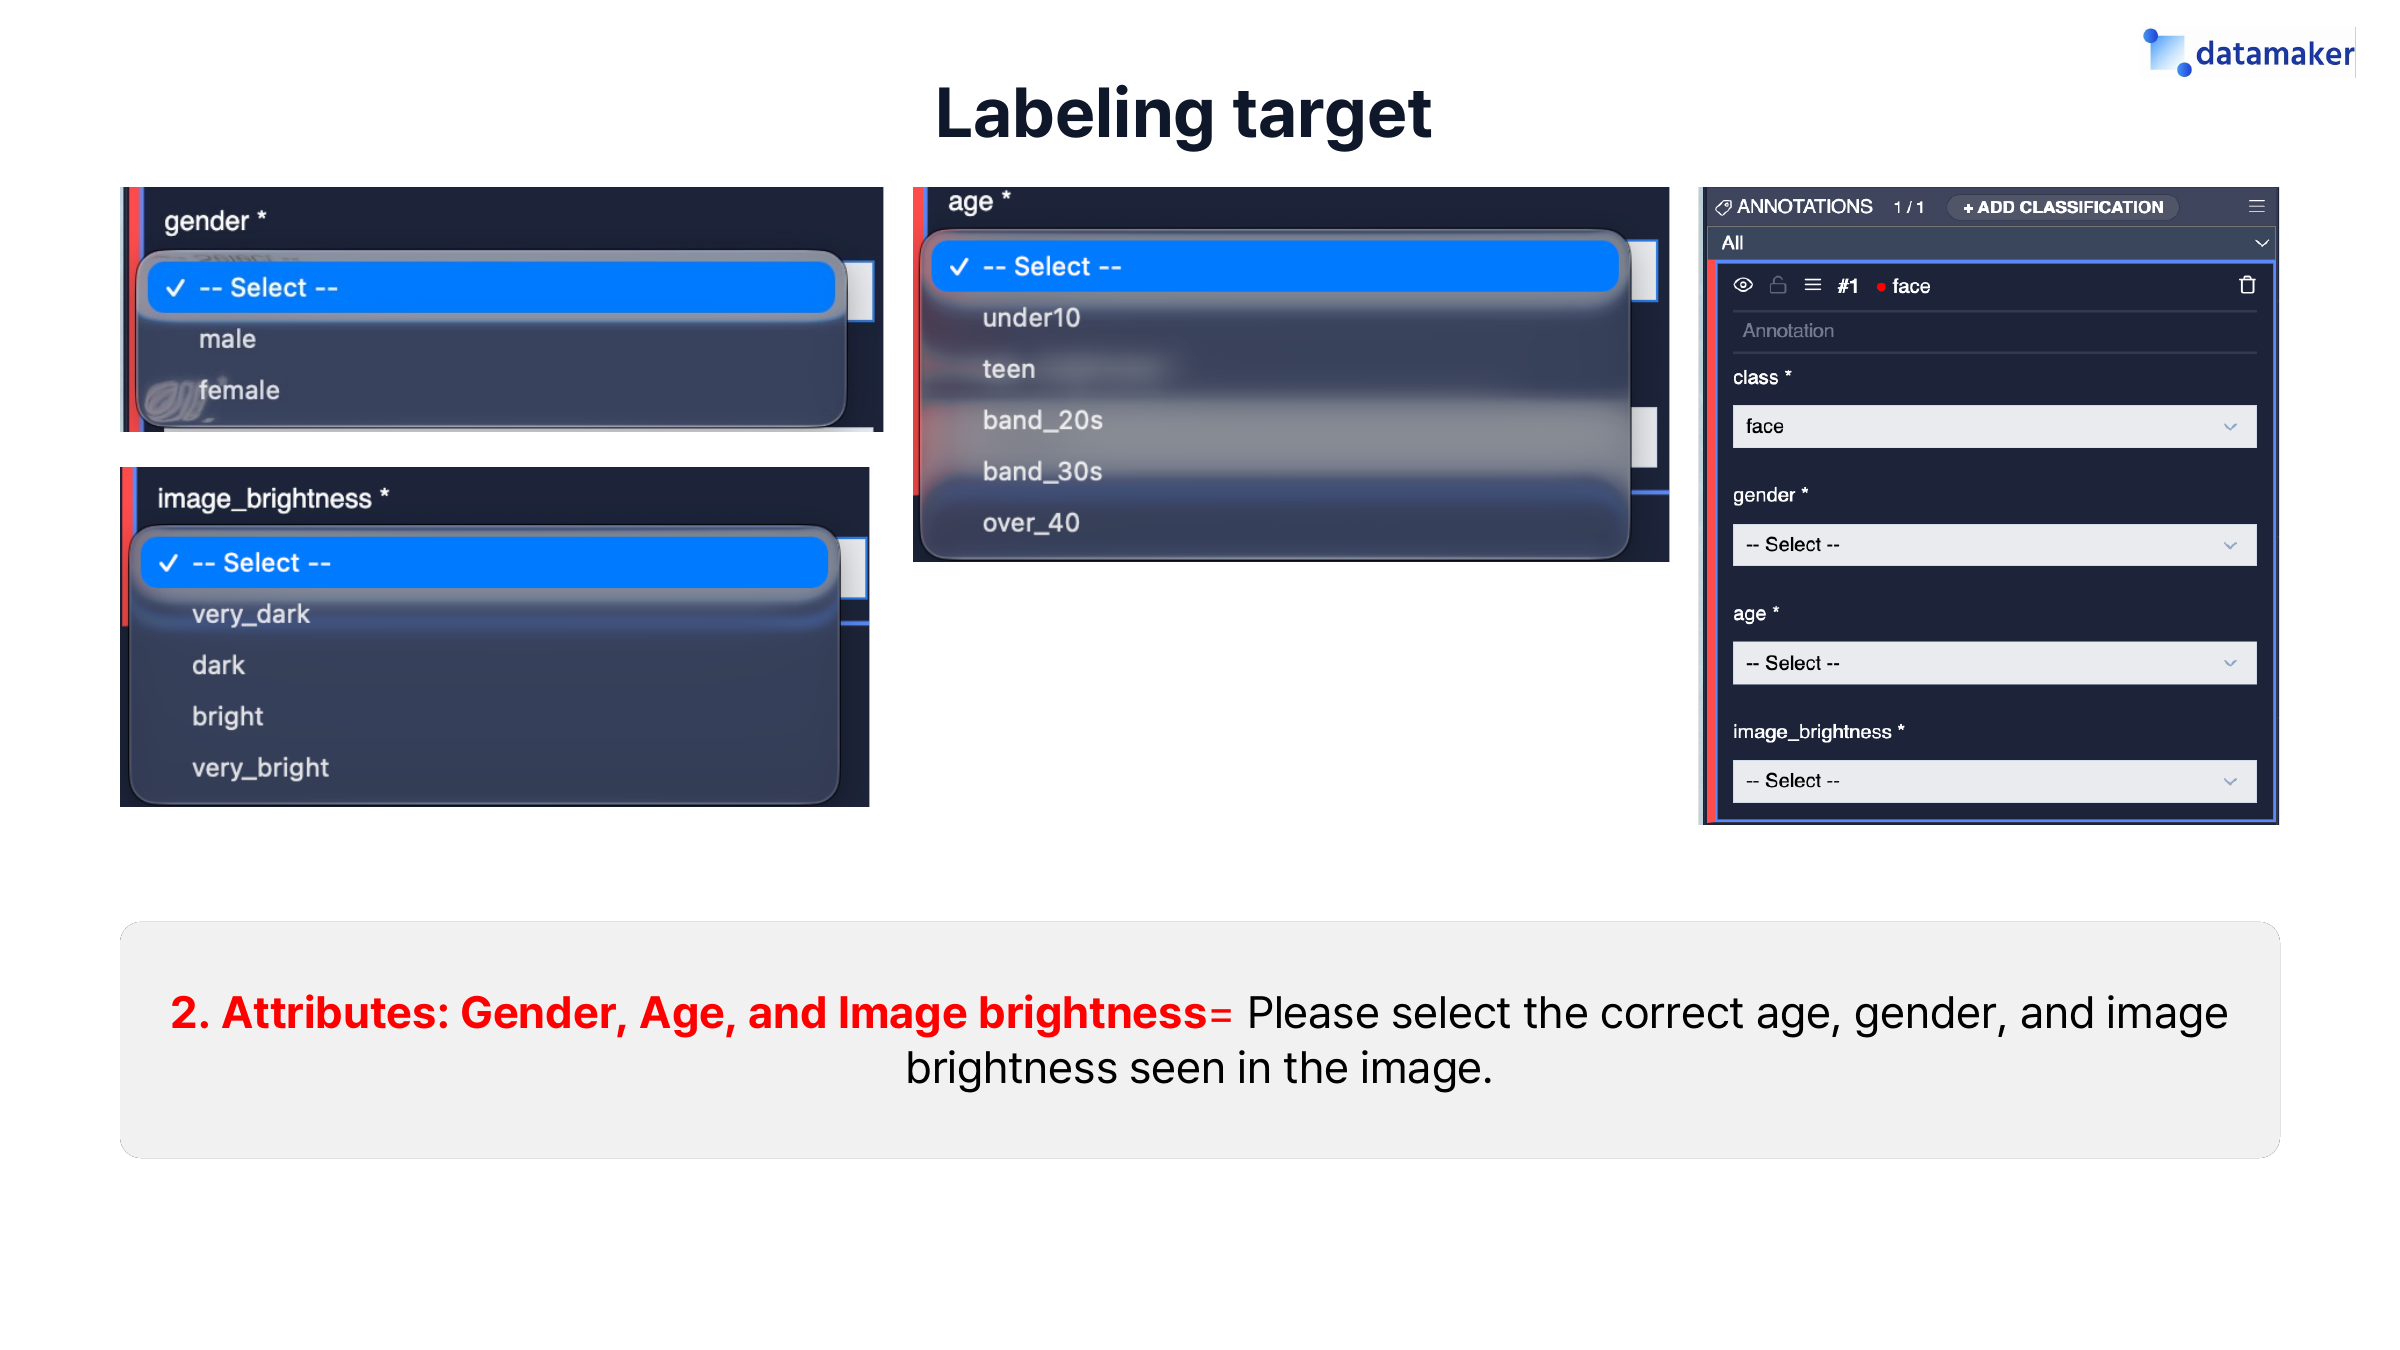 datamaker
Labeling target
gender *
-- Select --
male
female
image_brightness *
-- Select --
very_dark
dark
bright
very_bright
age *
-- Select --
under10
teen
band_20s
band_30s
over_40
ANNOTATIONS 1 / 1 + ADD CLASSIFICATION
All
#1 face
Annotation
class *
face
gender *
-- Select --
age *
-- Select --
image_brightness *
-- Select --
2. Attributes: Gender, Age, and Image brightness= Please select the correct age, gender, and image
brightness seen in the image.